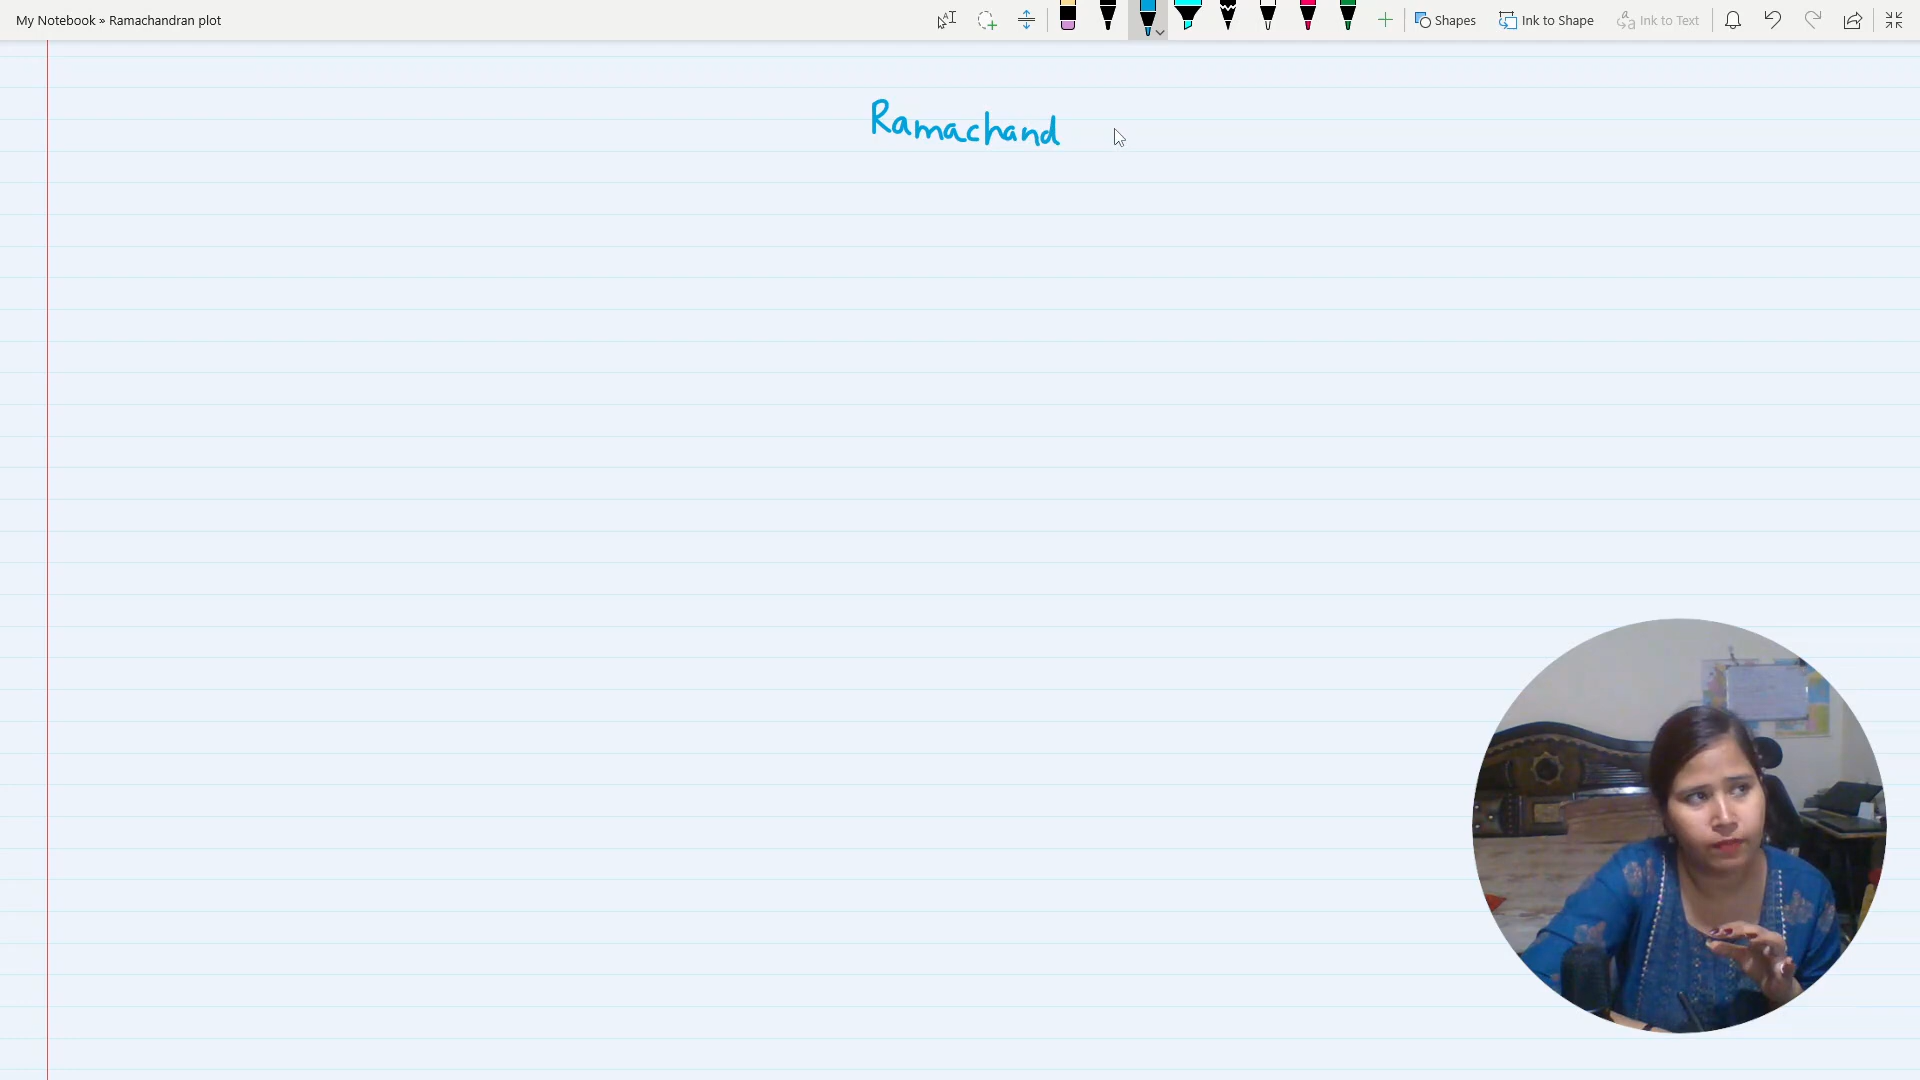 My Notebook » Ramachandran plot
Shapes
Ink to Shape
Ink to Text
Ramachand